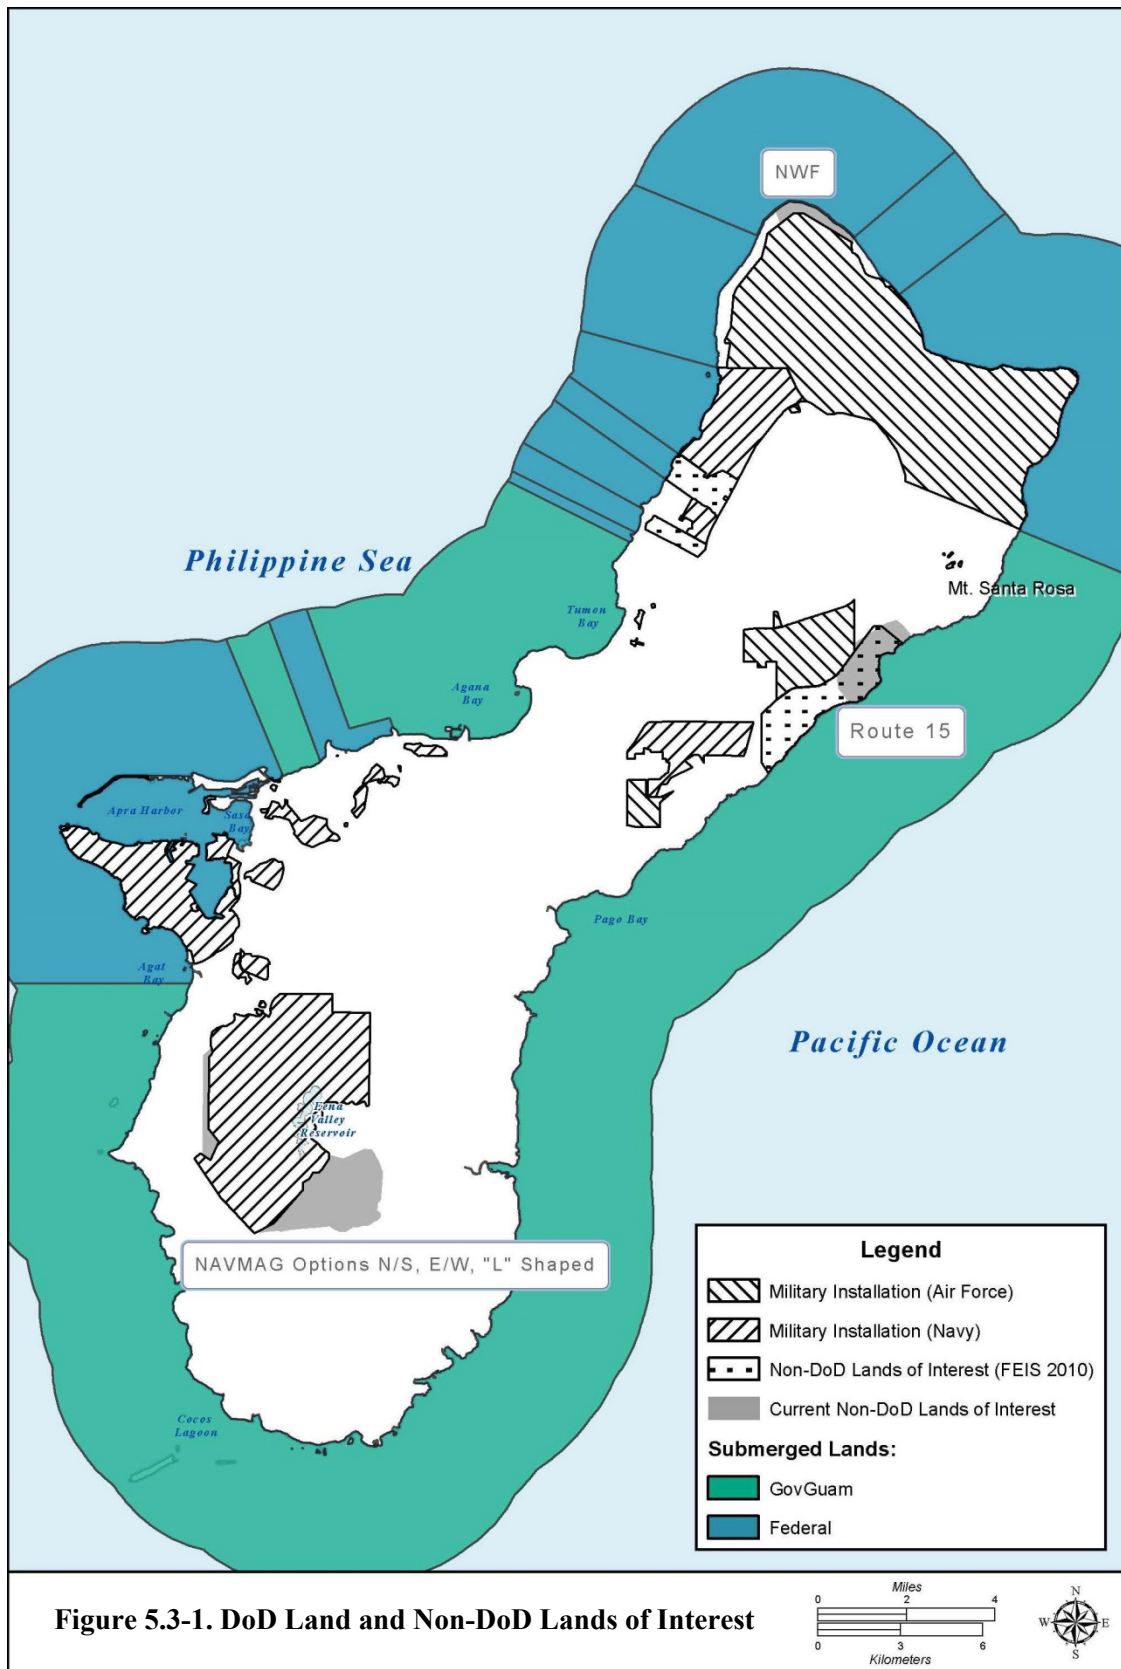 NWF
Philippine Sea
Mt. Santa Rosa
Tumon
Bay
Agana
Bay
Route 15
Apra Harbor
Sasa
Bay
Pago Bay
Agat
Bay
Pacific Ocean
Fena
Valley
Reservoir
NAVMAG Options N/S, E/W, "L" Shaped
Cocos
Lagoon
Legend
Military Installation (Air Force)
Military Installation (Navy)
Non-DoD Lands of Interest (FEIS 2010)
Current Non-DoD Lands of Interest
Submerged Lands:
GovGuam
Federal
Figure 5.3-1. DoD Land and Non-DoD Lands of Interest
Miles
0 2 4
0 3 6
Kilometers
N
W E
S